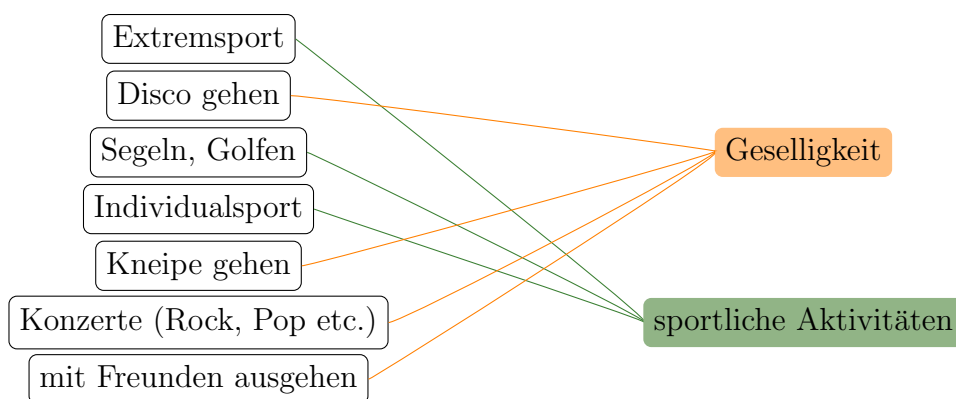 Extremsport
Disco gehen
Segeln, Golfen
Individualsport
Kneipe gehen
Konzerte (Rock, Pop etc.)
mit Freunden ausgehen
Geselligkeit
sportliche Aktivitäten